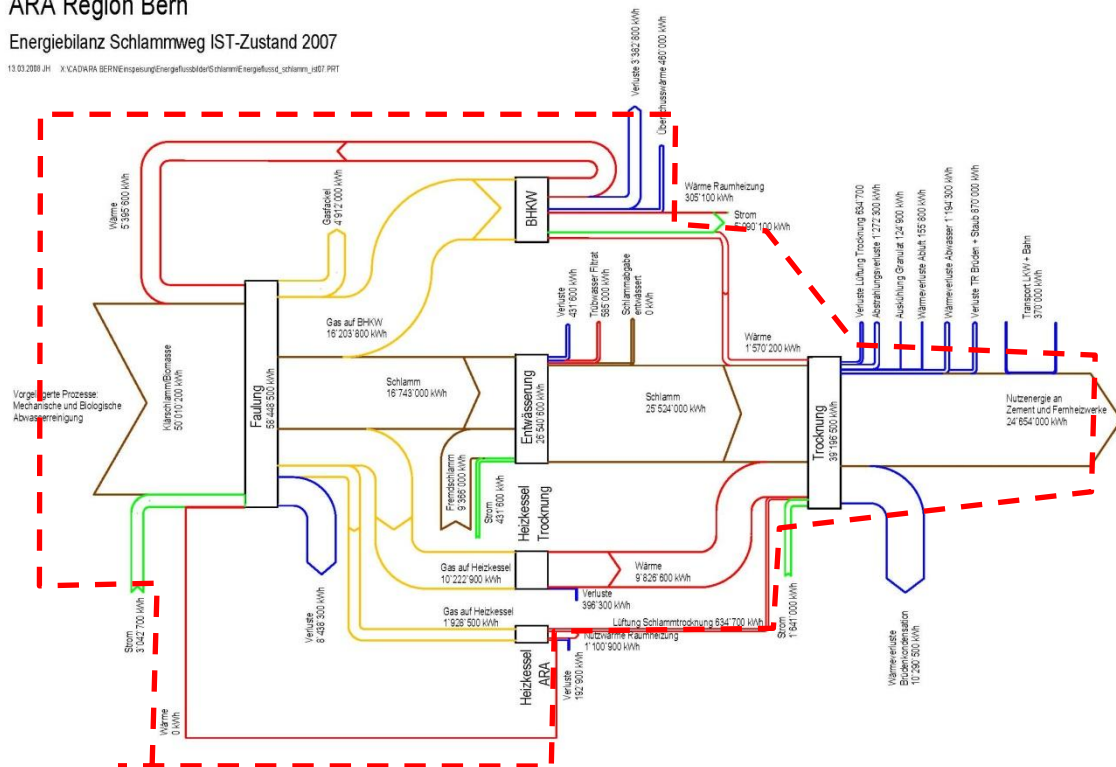 ARA Region Bern
Energiebilanz Schlammweg IST-Zustand 2007
13.03.2008 JH
Verluste 3'382'800 kWh
Überschusswärme 460'000 kWh
Wärme
5'395'600 kWh
Gasfackel
4'912'000 kWh
BHKW
Wärme Raumheizung
305'100 kWh
Strom
5'090'100 kWh
Gas auf BHKW
16'203'800 kWh
Verluste
431'600 kWh
Trübwasser Filtrat
585'000 kWh
Schlammabgabe
entwässert
0 kWh
Wärme
1'570'200 kWh
Verluste Lüftung Trocknung 634'700
Abstrahlungsverluste 1'272'300 kWh
Auskühlung Granulat 124'900 kWh
Wärmeverluste Abluft 155'800 kWh
Wärmeverluste Abwasser 1'194'300 kWh
Verluste TR Brüden + Staub 870'000 kWh
Transport LKW + Bahn
370'000 kWh
Vorgelagerte Prozesse:
Mechanische und Biologische
Abwasserreinigung
Klärschlamm/Biomasse
50'010'200 kWh
Faulung
58'448'500 kWh
Schlamm
16'743'000 kWh
Entwässerung
26'540'600 kWh
Schlamm
25'524'000 kWh
Trocknung
39'196'500 kWh
Nutzenergie an
Zement und Fernheizwerke
24'654'000 kWh
Fremdschlamm
9'366'000 kWh
Strom
431'600 kWh
Heizkessel
Trocknung
Gas auf Heizkessel
10'222'900 kWh
Wärme
9'826'600 kWh
Verluste
396'300 kWh
Strom
3'042'700 kWh
Verluste
8'438'300 kWh
Gas auf Heizkessel
1'928'500 kWh
Lüftung Schlammtrocknung 634'700 kWh
Nutzwärme Raumheizung
1'100'900 kWh
Heizkessel
ARA
Verluste
192'900 kWh
Strom
1'641'000 kWh
Wärmeverluste
Brüdenkondensation
10'290'500 kWh
Wärme
0 kWh